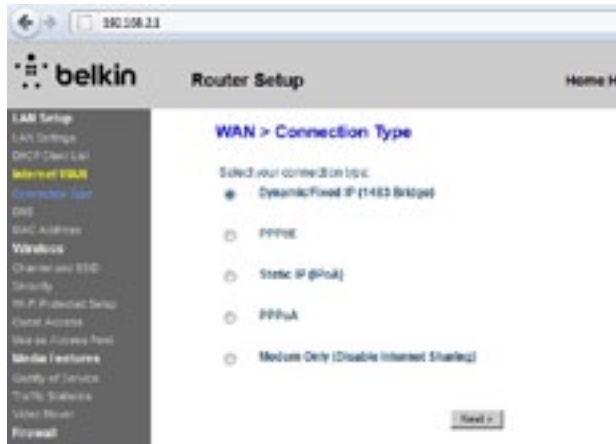 192.168.2.1
belkin
Router Setup
Home H
LAN Setup
LAN Settings
DHCP Client List
Internet WAN
Connection Type
DNS
MAC Address
Wireless
Channel and SSID
Security
Wi-Fi Protected Setup
Guest Access
Use as Access Point
Media Features
Quality of Service
Traffic Statistics
Video Mover
Firewall
WAN > Connection Type
Select your connection type:
Dynamic/Fixed IP (1483 Bridge)
PPPoE
Static IP (IPoA)
PPPoA
Modem Only (Disable Internet Sharing)
Next >